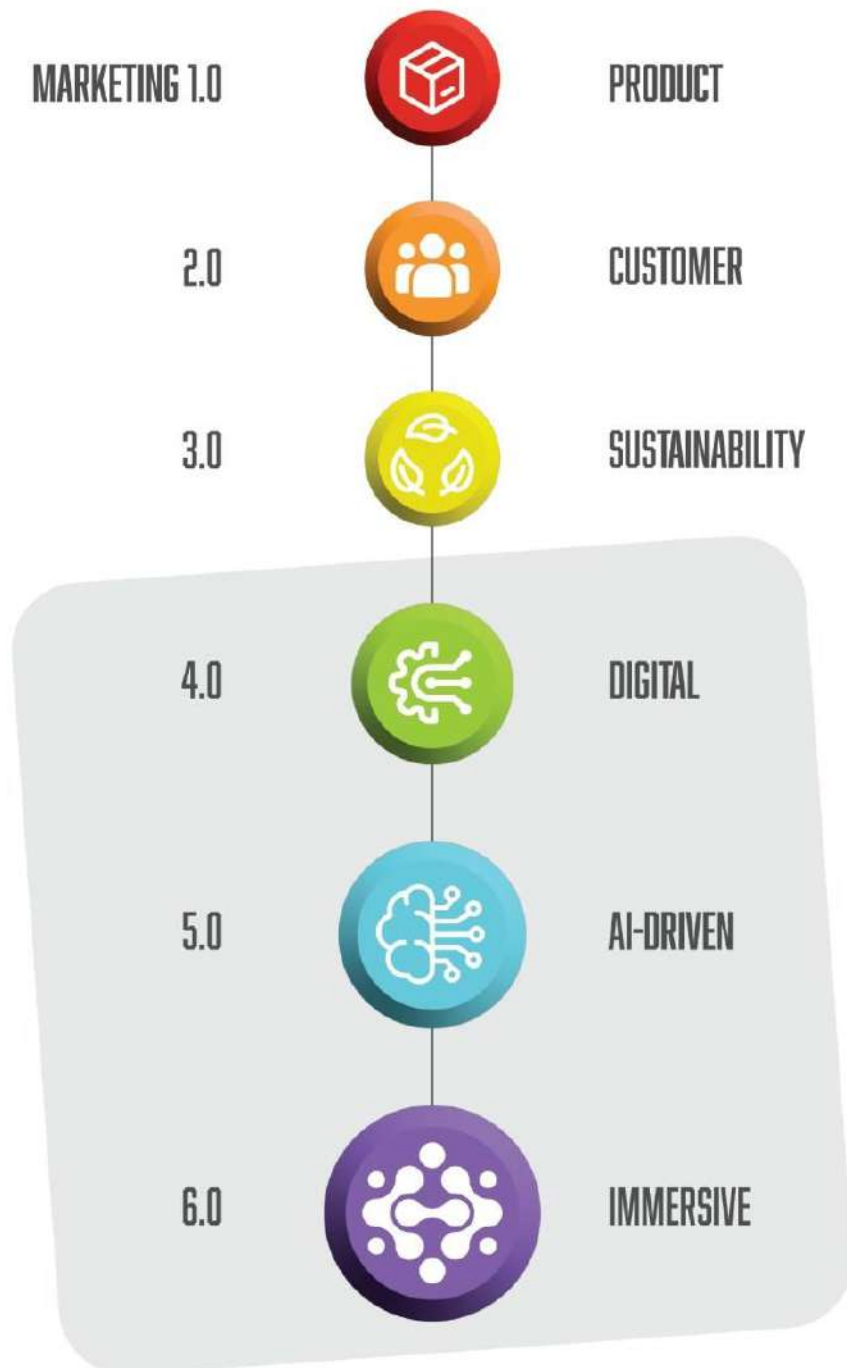 MARKETING 1.0 PRODUCT
2.0 CUSTOMER
3.0 SUSTAINABILITY
4.0 DIGITAL
5.0 AI-DRIVEN
6.0 IMMERSIVE